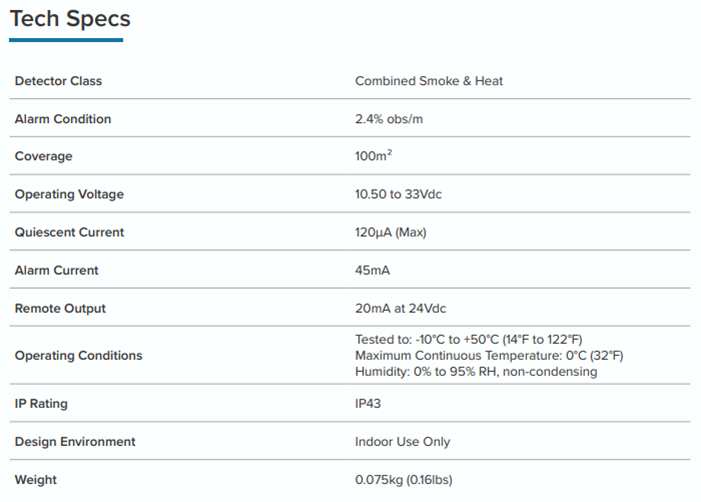 Tech Specs
Detector Class Combined Smoke & Heat
Alarm Condition 2.4% obs/m
Coverage 100m²
Operating Voltage 10.50 to 33Vdc
Quiescent Current 120µA (Max)
Alarm Current 45mA
Remote Output 20mA at 24Vdc
Operating Conditions Tested to: -10°C to +50°C (14°F to 122°F)
Maximum Continuous Temperature: 0°C (32°F)
Humidity: 0% to 95% RH, non-condensing
IP Rating IP43
Design Environment Indoor Use Only
Weight 0.075kg (0.16lbs)